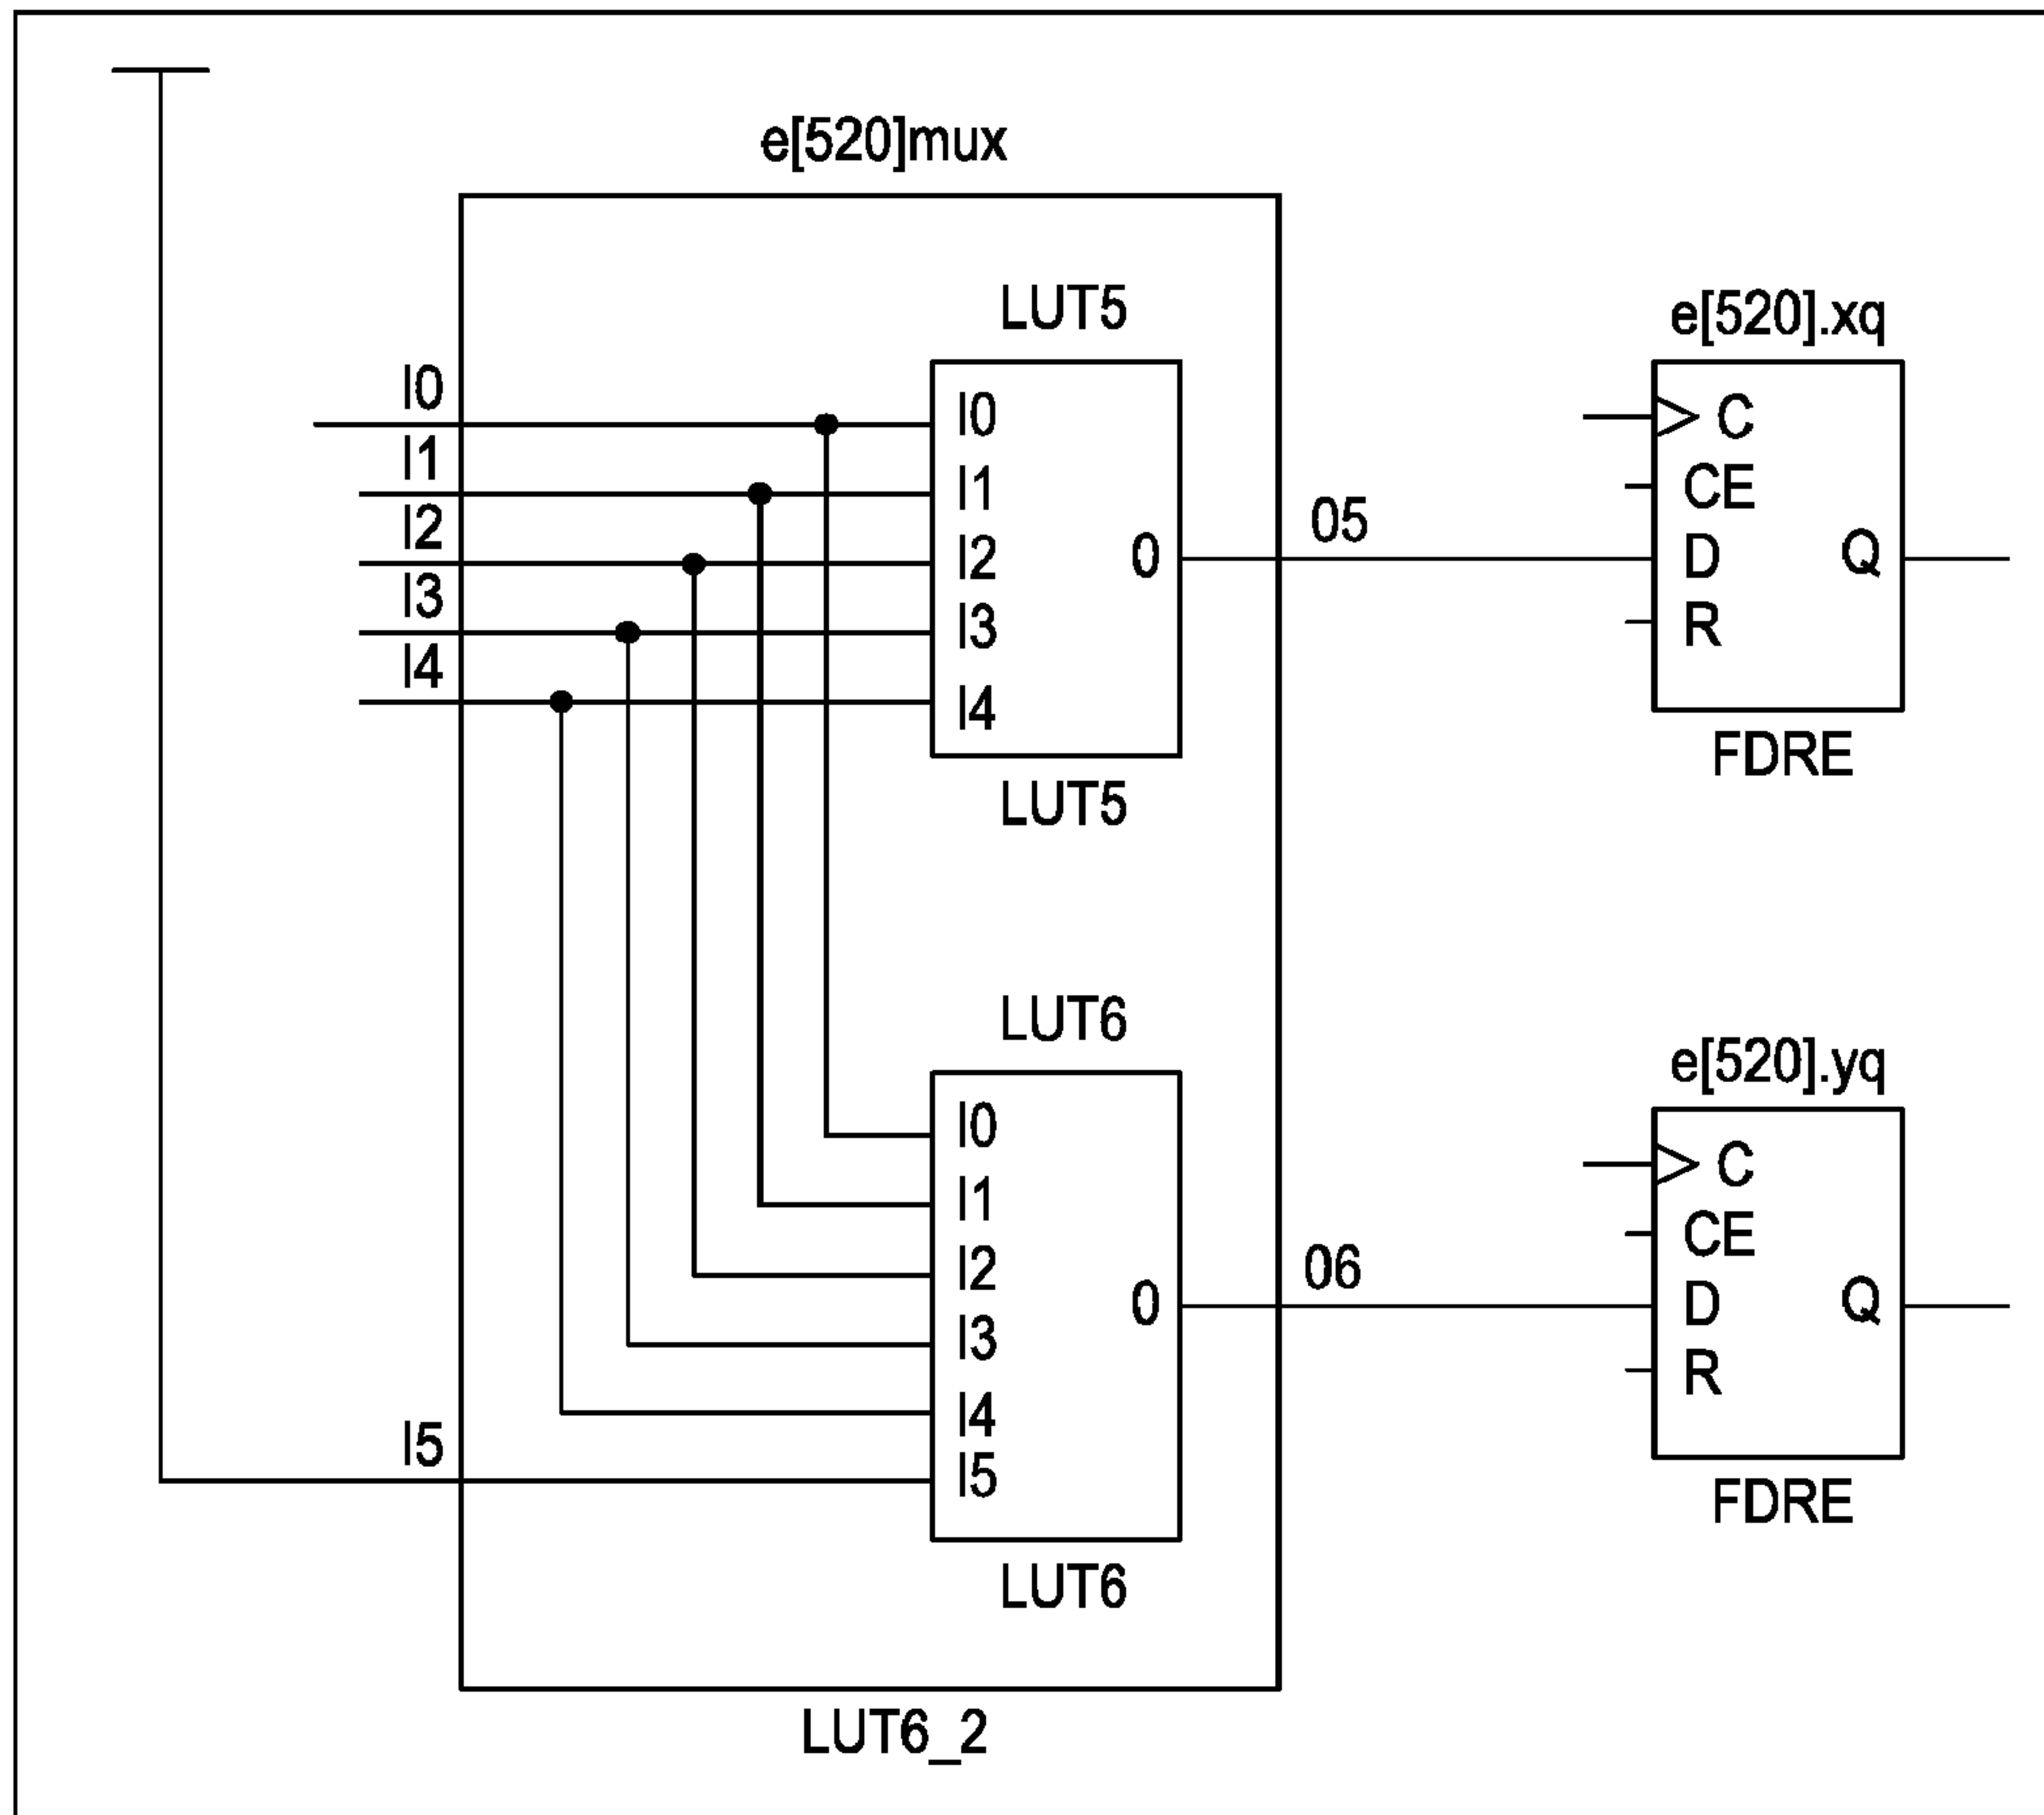 e[520]mux
LUT5
I0
I1
I2
I3
I4
I0
I1
I2
I3
I4
0
LUT5
05
e[520].xq
C
CE
D
R
Q
FDRE
LUT6
I0
I1
I2
I3
I4
I5
I5
0
LUT6
06
e[520].yq
C
CE
D
R
Q
FDRE
LUT6_2